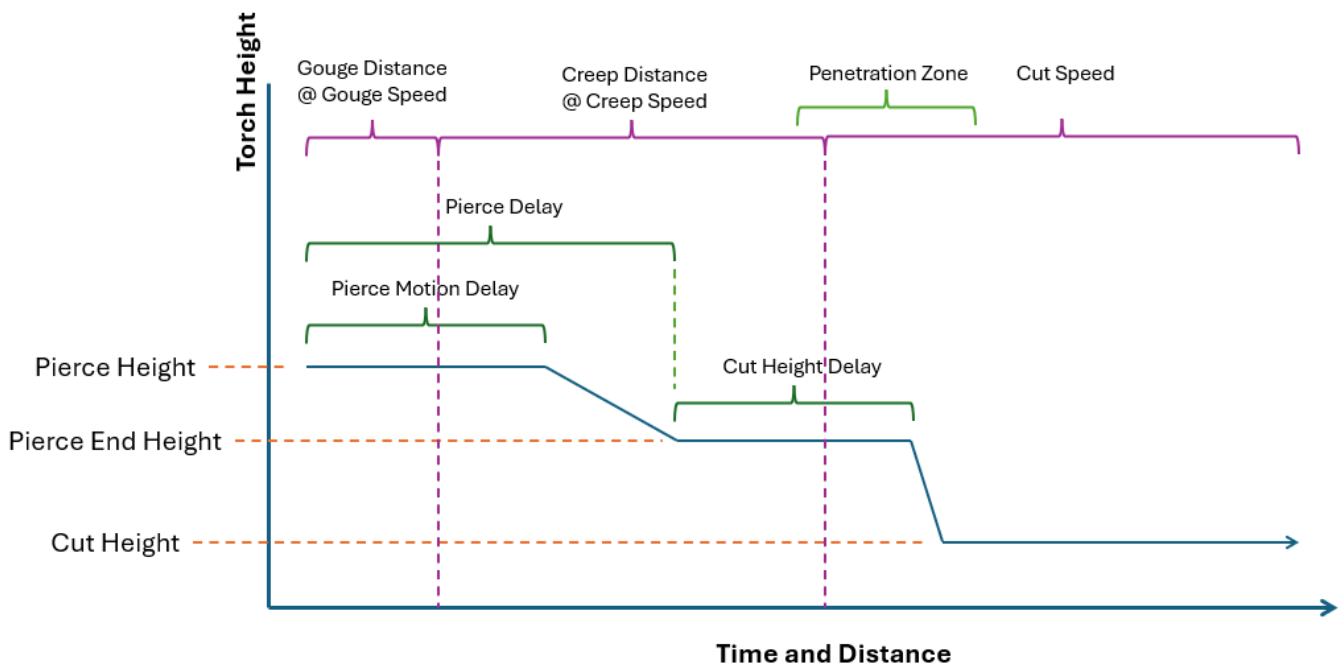 Torch Height
Gouge Distance
@ Gouge Speed
Creep Distance
@ Creep Speed
Penetration Zone
Cut Speed
Pierce Delay
Pierce Motion Delay
Pierce Height
Cut Height Delay
Pierce End Height
Cut Height
Time and Distance